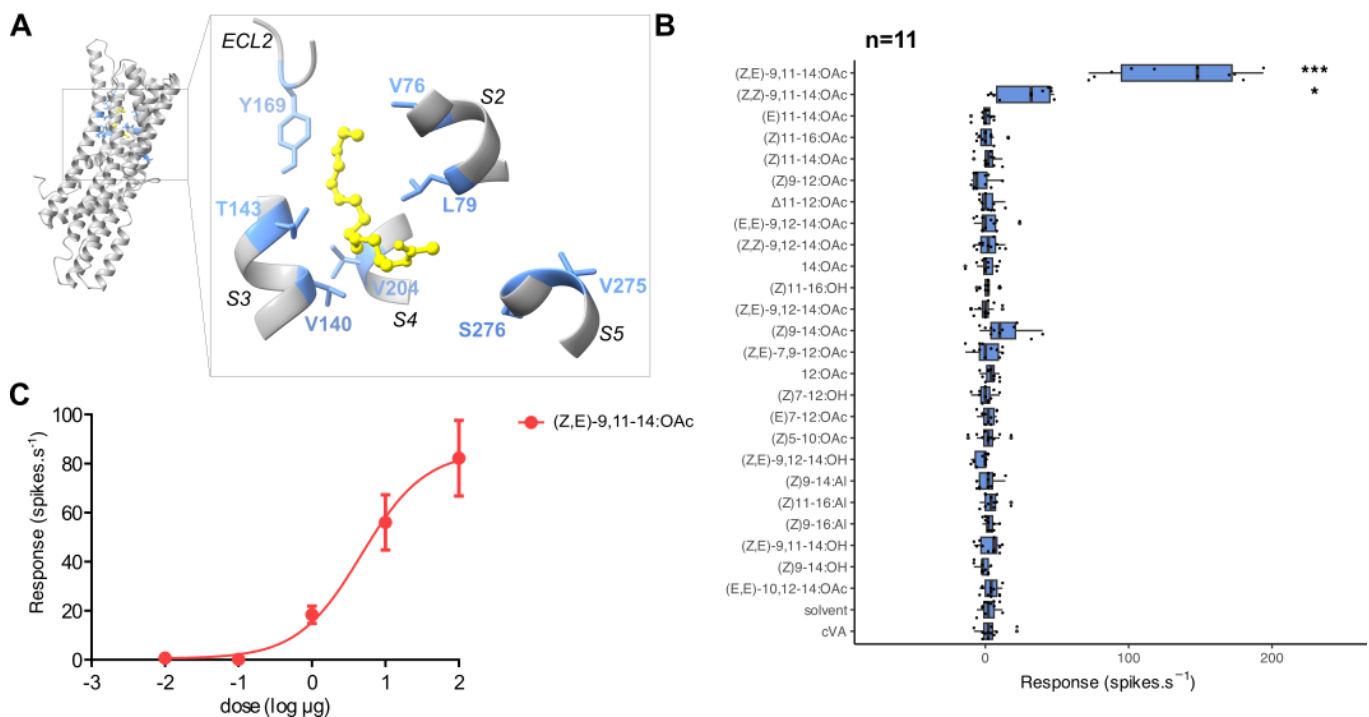 A
ECL2
Y169
V76
S2
L79
T143
S3
V204
V140
S4
V275
S276
S5
B
n=11
(Z,E)-9,11-14:OAc
***
(Z,Z)-9,11-14:OAc
*
(E)11-14:OAc
(Z)11-16:OAc
(Z)11-14:OAc
(Z)9-12:OAc
Δ11-12:OAc
(E,E)-9,12-14:OAc
(Z,Z)-9,12-14:OAc
14:OAc
(Z)11-16:OH
(Z,E)-9,12-14:OAc
(Z)9-14:OAc
(Z,E)-7,9-12:OAc
12:OAc
(Z)7-12:OH
(E)7-12:OAc
(Z)5-10:OAc
(Z,E)-9,12-14:OH
(Z)9-14:Al
(Z)11-16:Al
(Z)9-16:Al
(Z,E)-9,11-14:OH
(Z)9-14:OH
(E,E)-10,12-14:OAc
solvent
cVA
0 100 200
Response (spikes.s⁻¹)
C
(Z,E)-9,11-14:OAc
Response (spikes.s⁻¹)
100
80
60
40
20
0
-3 -2 -1 0 1 2
dose (log µg)